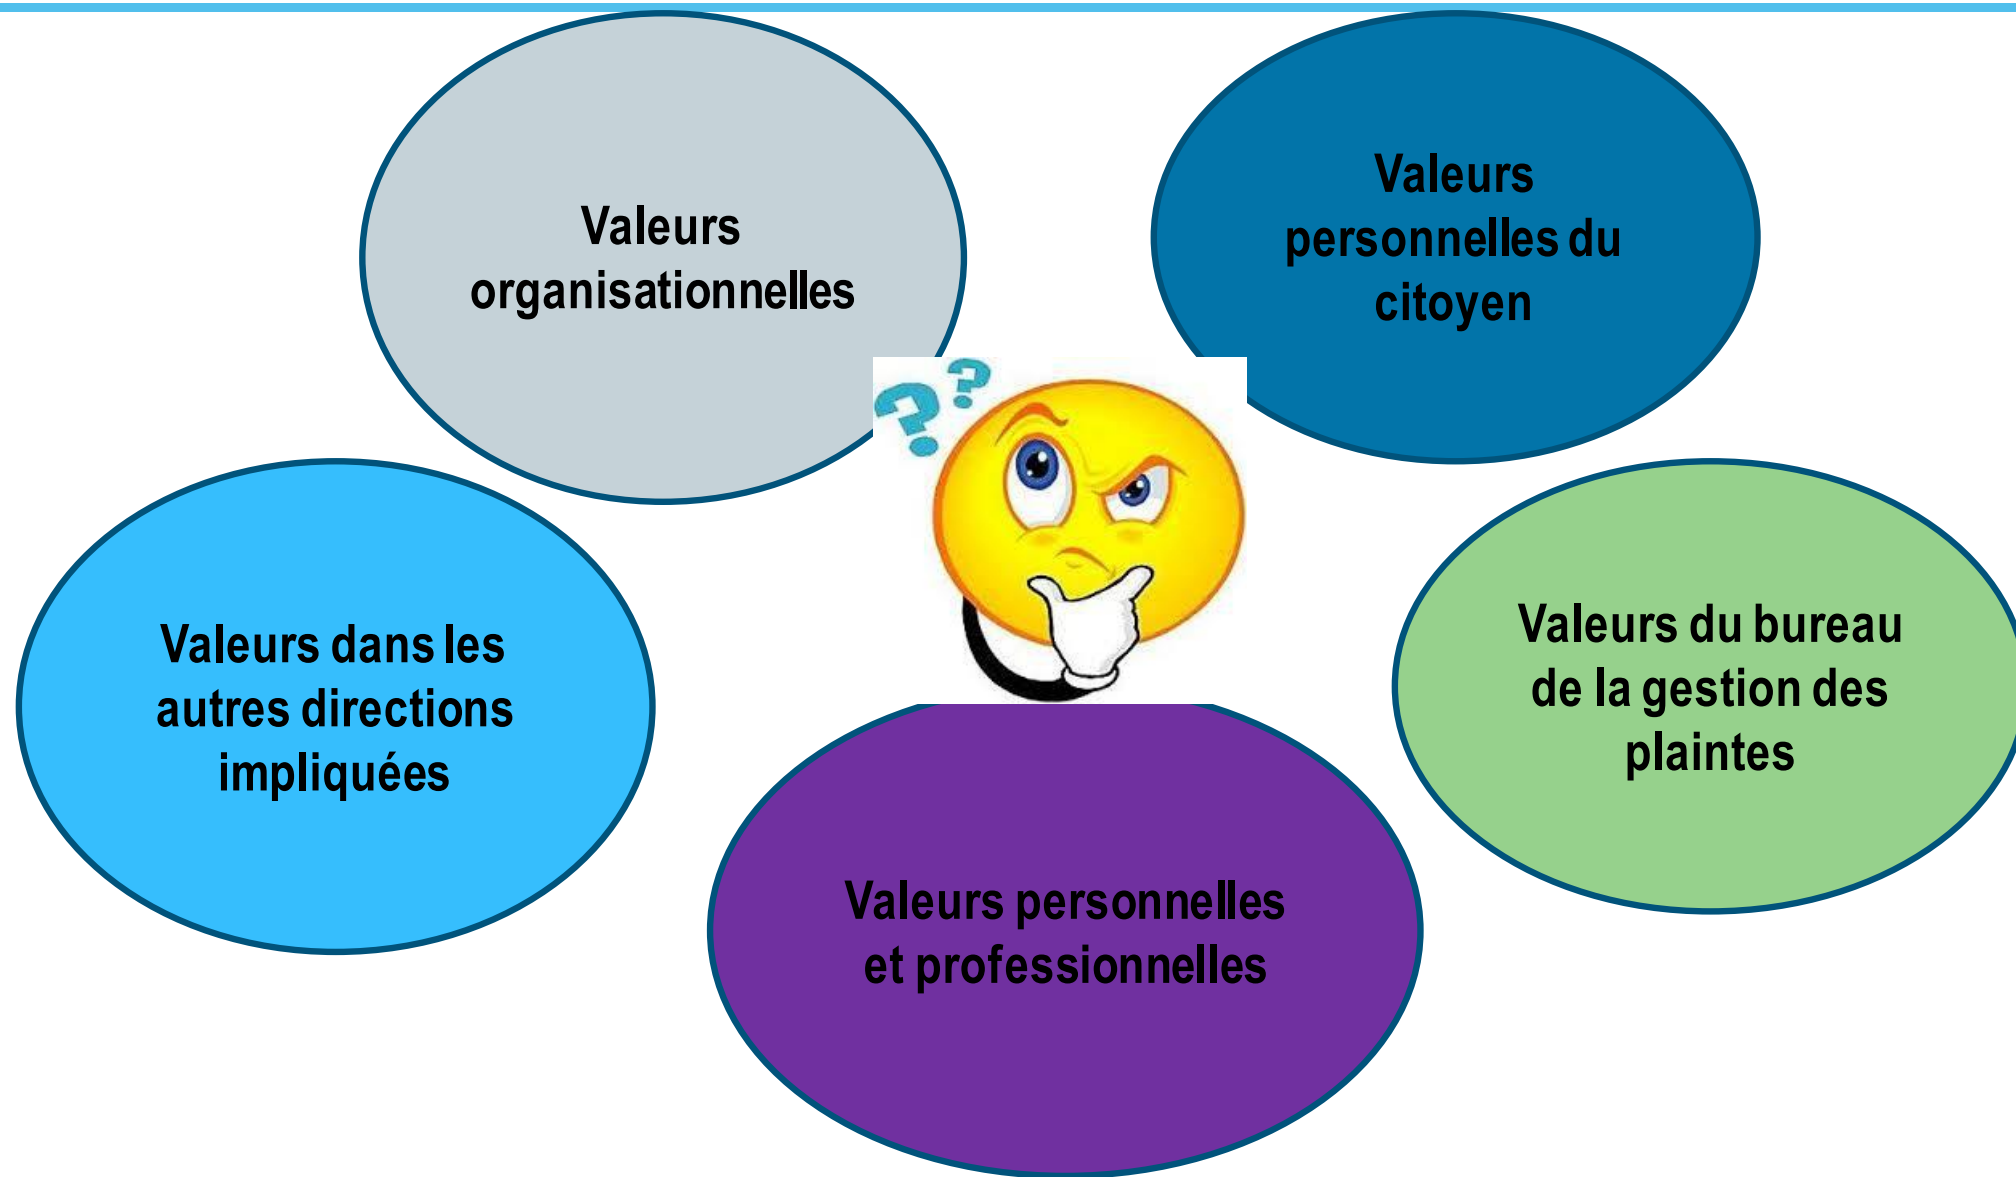 Valeurs
organisationnelles
Valeurs
personnelles du
citoyen
? ?
Valeurs dans les
autres directions
impliquées
Valeurs du bureau
de la gestion des
plaintes
Valeurs personnelles
et professionnelles